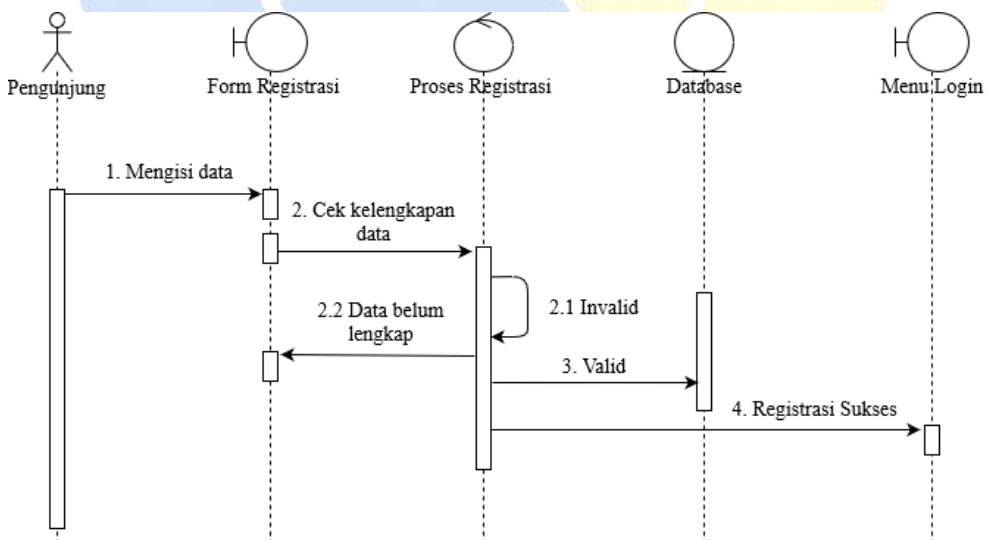 Pengunjung
Form Registrasi
Proses Registrasi
Database
Menu Login
1. Mengisi data
2. Cek kelengkapan
data
2.1 Invalid
2.2 Data belum
lengkap
3. Valid
4. Registrasi Sukses